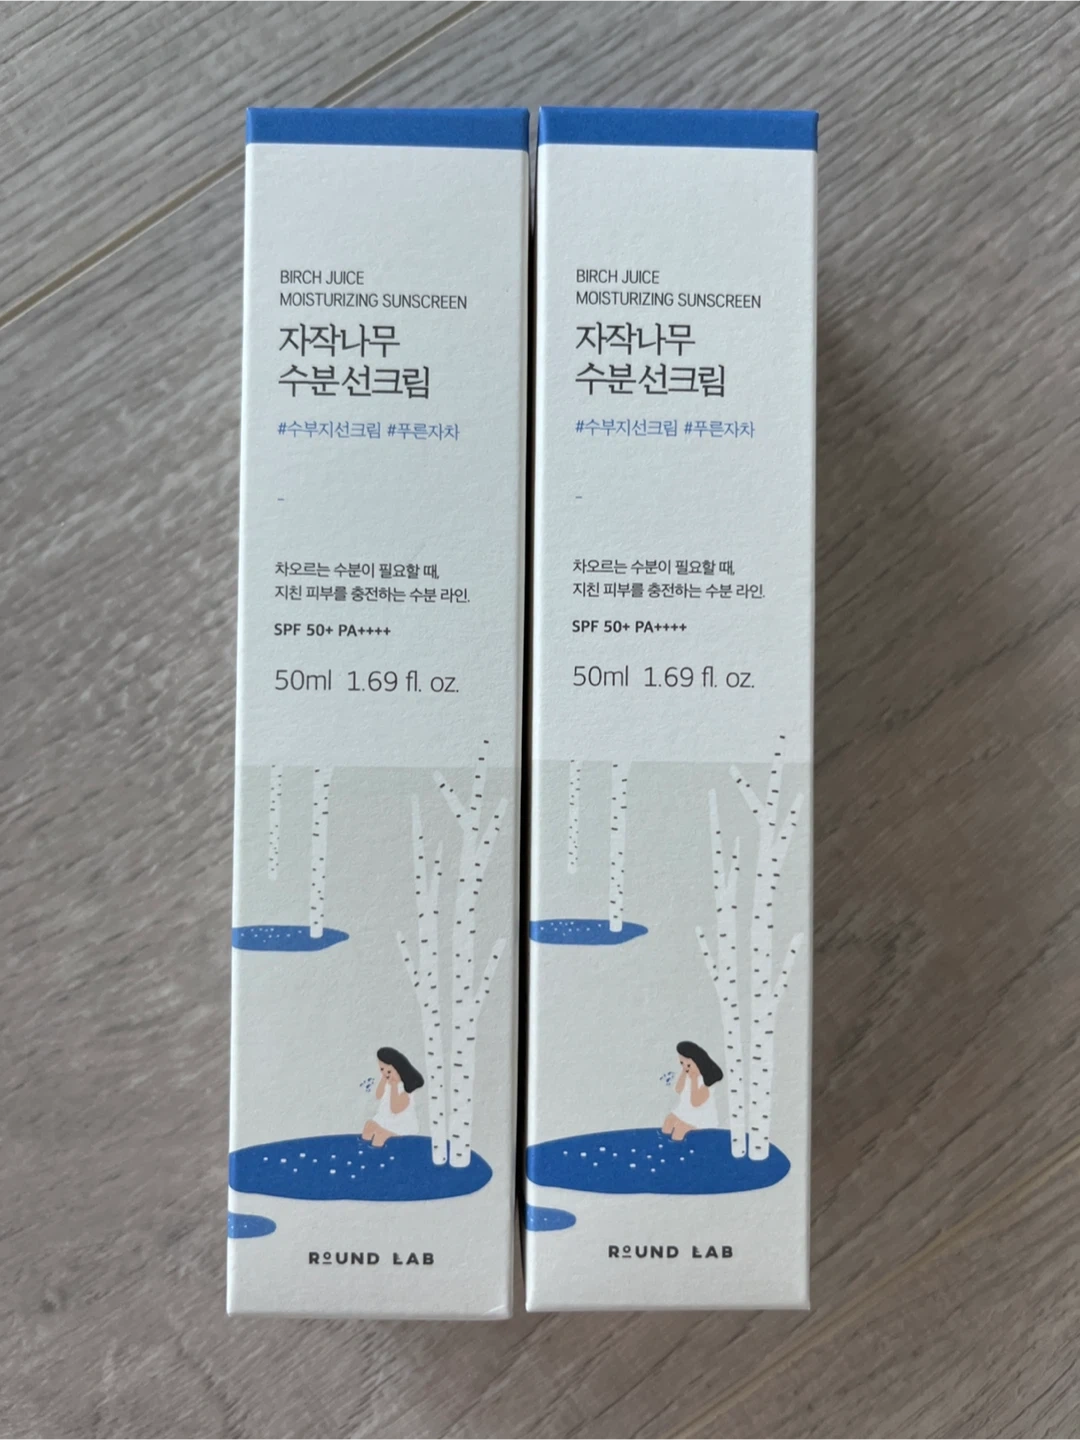 BIRCH JUICE
MOISTURIZING SUNSCREEN
자작나무
수분선크림
#수부지선크림 #푸른자차
차오르는 수분이 필요할 때,
지친 피부를 충전하는 수분 라인.
SPF 50+ PA++++
50ml 1.69 fl. oz.
ROUND LAB
BIRCH JUICE
MOISTURIZING SUNSCREEN
자작나무
수분선크림
#수부지선크림 #푸른자차
차오르는 수분이 필요할 때,
지친 피부를 충전하는 수분 라인.
SPF 50+ PA++++
50ml 1.69 fl. oz.
ROUND LAB